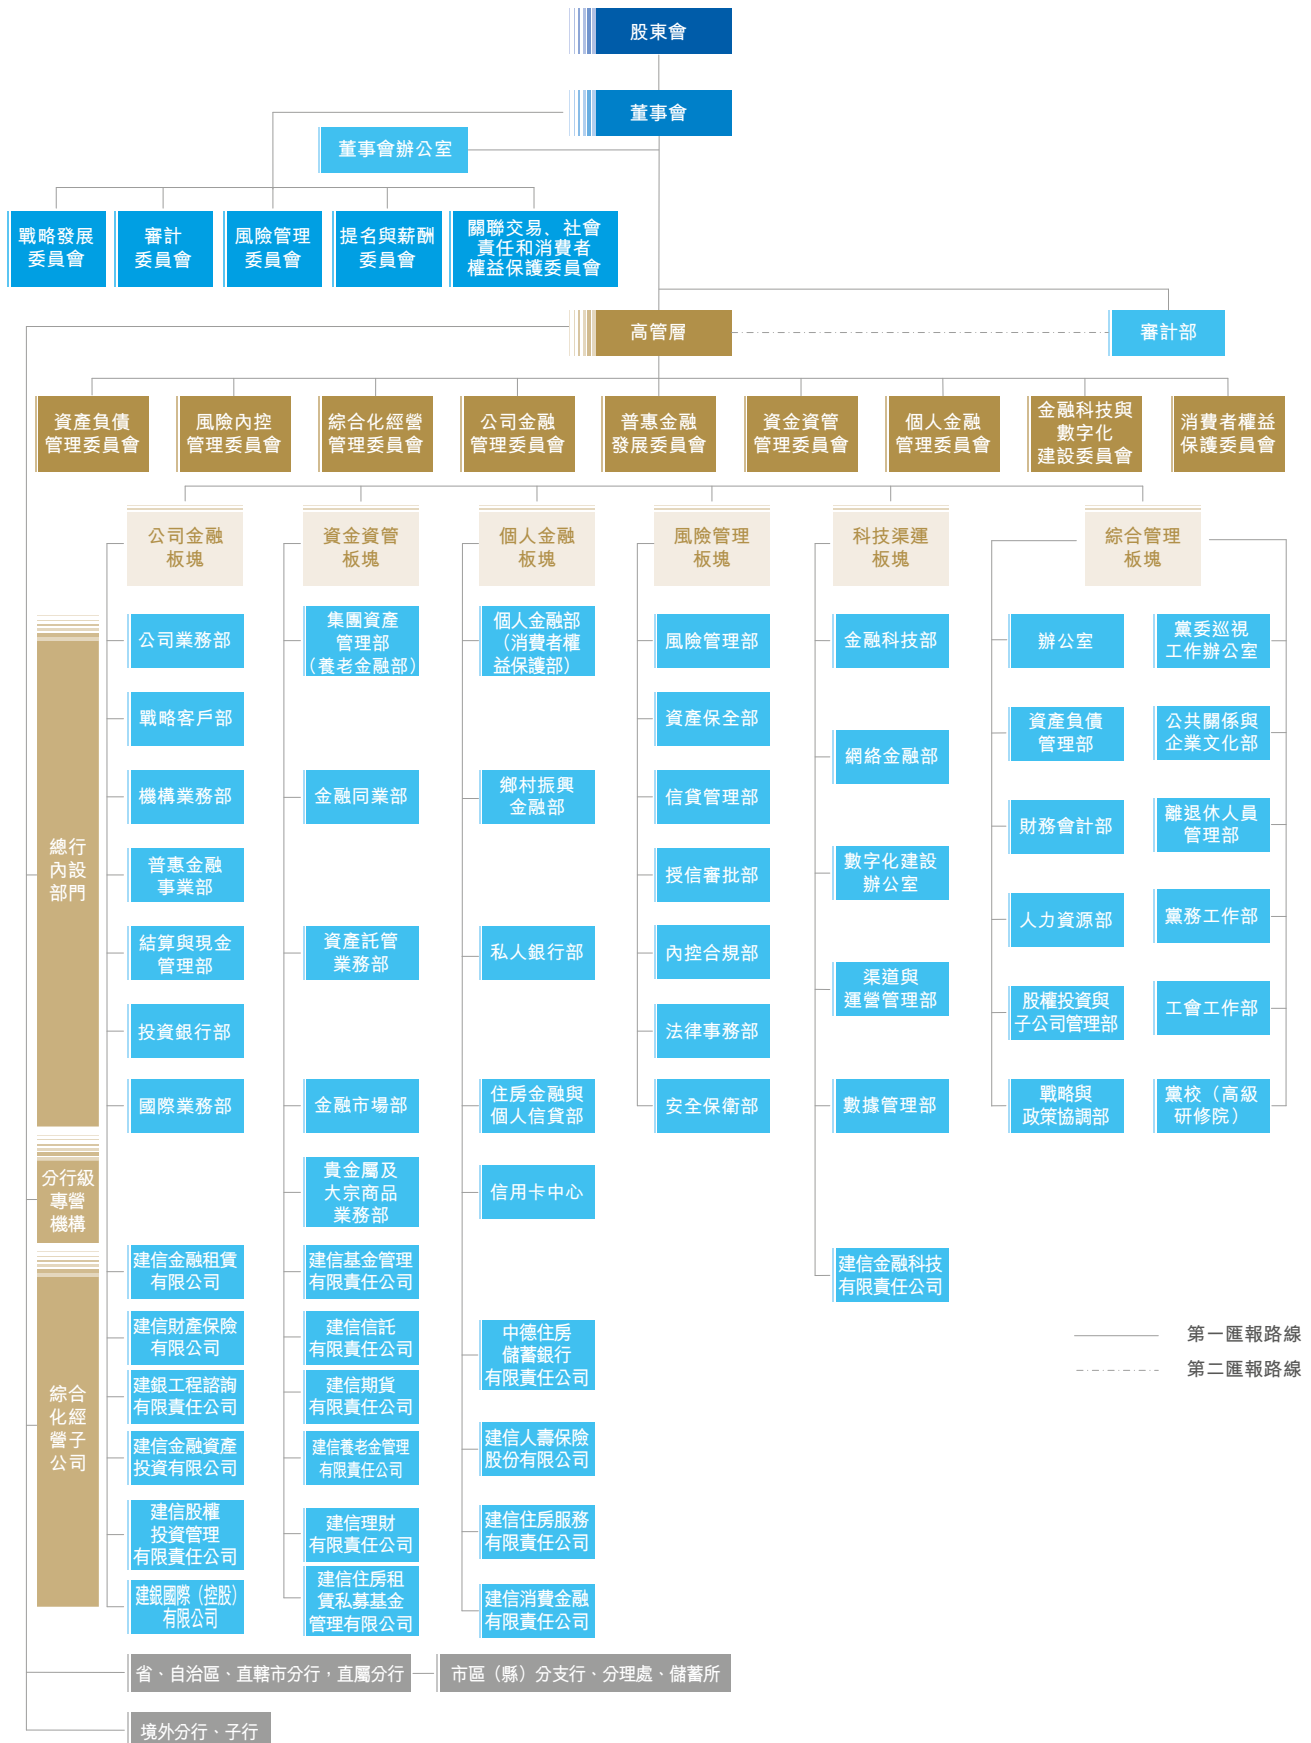 股東會
董事會
董事會辦公室
戰略發展
委員會
審計
委員會
風險管理
委員會
提名與薪酬
委員會
關聯交易、社會
責任和消費者
權益保護委員會
高管層
審計部
資產負債
管理委員會
風險內控
管理委員會
綜合化經營
管理委員會
公司金融
管理委員會
普惠金融
發展委員會
資金資管
管理委員會
個人金融
管理委員會
金融科技與
數字化
建設委員會
消費者權益
保護委員會
公司金融
板塊
資金資管
板塊
個人金融
板塊
風險管理
板塊
科技渠運
板塊
綜合管理
板塊
總行
內設
部門
公司業務部
戰略客戶部
機構業務部
普惠金融
事業部
結算與現金
管理部
投資銀行部
國際業務部
集團資產
管理部
（養老金融部）
金融同業部
資產託管
業務部
金融市場部
貴金屬及
大宗商品
業務部
個人金融部
（消費者權
益保護部）
鄉村振興
金融部
私人銀行部
住房金融與
個人信貸部
信用卡中心
風險管理部
資產保全部
信貸管理部
授信審批部
內控合規部
法律事務部
安全保衛部
金融科技部
網絡金融部
數字化建設
辦公室
渠道與
運營管理部
數據管理部
建信金融科技
有限責任公司
辦公室
資產負債
管理部
財務會計部
人力資源部
股權投資與
子公司管理部
戰略與
政策協調部
黨委巡視
工作辦公室
公共關係與
企業文化部
離退休人員
管理部
黨務工作部
工會工作部
黨校（高級
研修院）
分行級
專營
機構
綜合
化經
營子
公司
建信金融租賃
有限公司
建信財產保險
有限公司
建銀工程諮詢
有限責任公司
建信金融資產
投資有限公司
建信股權
投資管理
有限責任公司
建銀國際（控股）
有限公司
建信基金管理
有限責任公司
建信信託
有限責任公司
建信期貨
有限責任公司
建信養老金管理
有限責任公司
建信理財
有限責任公司
建信住房租
賃私募基金
管理有限公司
中德住房
儲蓄銀行
有限責任公司
建信人壽保險
股份有限公司
建信住房服務
有限責任公司
建信消費金融
有限責任公司
第一匯報路線
第二匯報路線
省、自治區、直轄市分行，直屬分行
市區（縣）分支行、分理處、儲蓄所
境外分行、子行